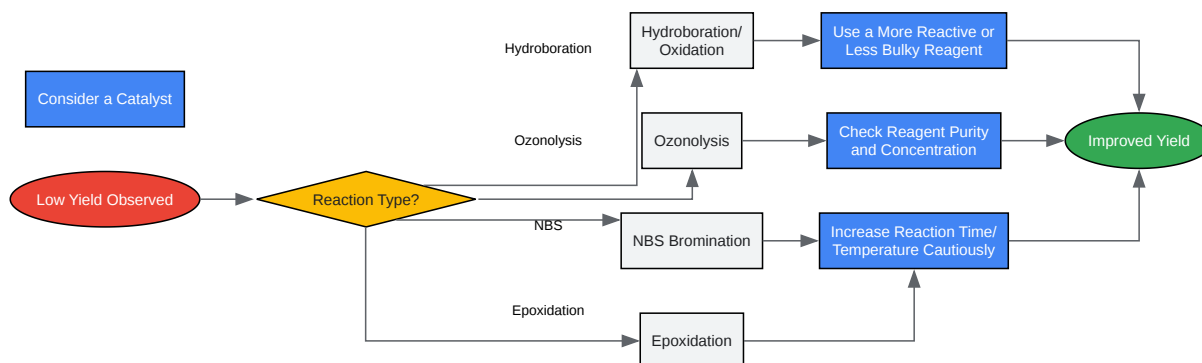 Hydroboration
Hydroboration/
Oxidation
Use a More Reactive or
Less Bulky Reagent
Consider a Catalyst
Ozonolysis
Ozonolysis
Check Reagent Purity
and Concentration
Improved Yield
Low Yield Observed
Reaction Type?
NBS
NBS Bromination
Increase Reaction Time/
Temperature Cautiously
Epoxidation
Epoxidation